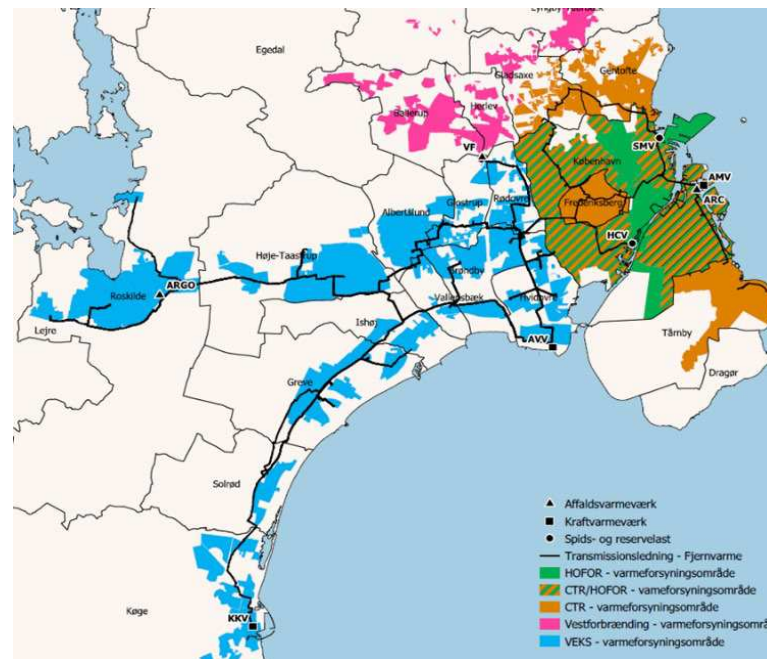 Egedal
Gladsaxe
Gentofte
Ballerup
Herlev
VF
SMV
København
AMV
ARC
Frederiksberg
Glostrup
Rødovre
Albertslund
HCV
Høje-Taastrup
Brøndby
ARGO
Roskilde
Vallensbæk
Hvidovre
Lejre
Ishøj
AVV
Tårnby
Greve
Dragør
Solrød
Køge
KKV
Affaldsvarmeværk
Kraftvarmeværk
Spids- og reservelast
Transmissionsledning - Fjernvarme
HOFOR - varmeforsyningsområde
CTR/HOFOR - vameforsyningsområde
CTR - varmeforsyningsområde
Vestforbrænding - varmeforsyningsområ
VEKS - varmeforsyningsområde